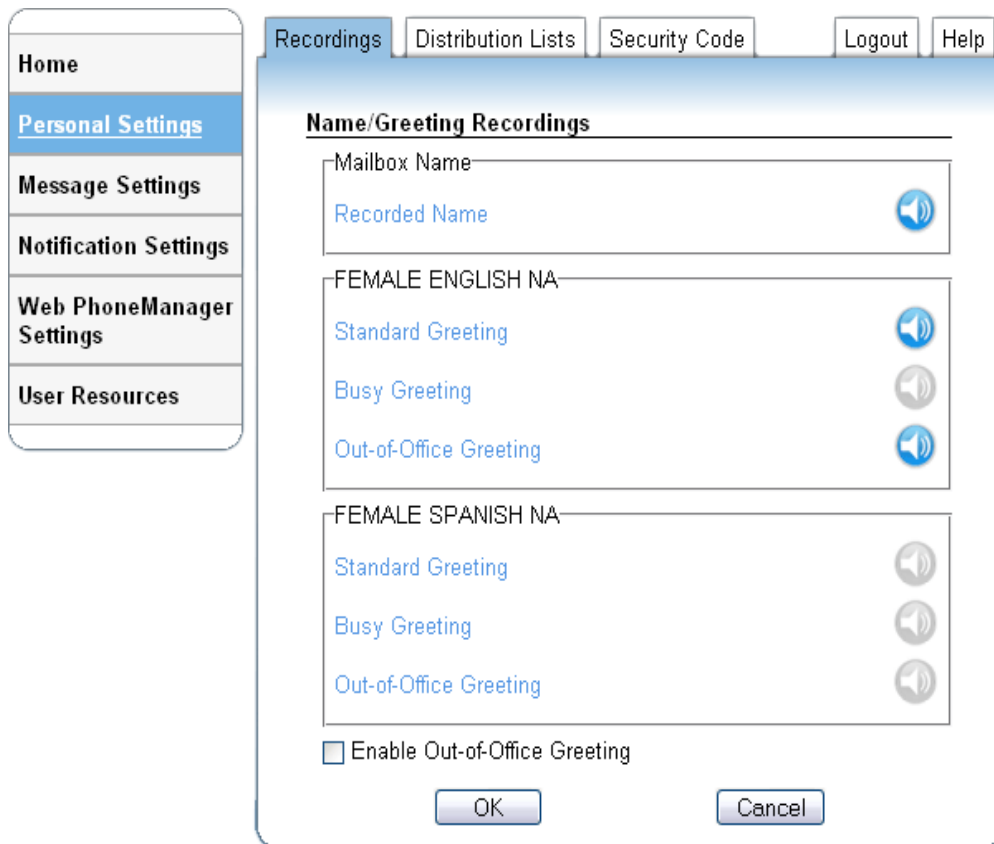 Home
Personal Settings
Message Settings
Notification Settings
Web PhoneManager
Settings
User Resources
Recordings
Distribution Lists
Security Code
Logout
Help
Name/Greeting Recordings
Mailbox Name
Recorded Name
FEMALE ENGLISH NA
Standard Greeting
Busy Greeting
Out-of-Office Greeting
FEMALE SPANISH NA
Standard Greeting
Busy Greeting
Out-of-Office Greeting
Enable Out-of-Office Greeting
OK
Cancel